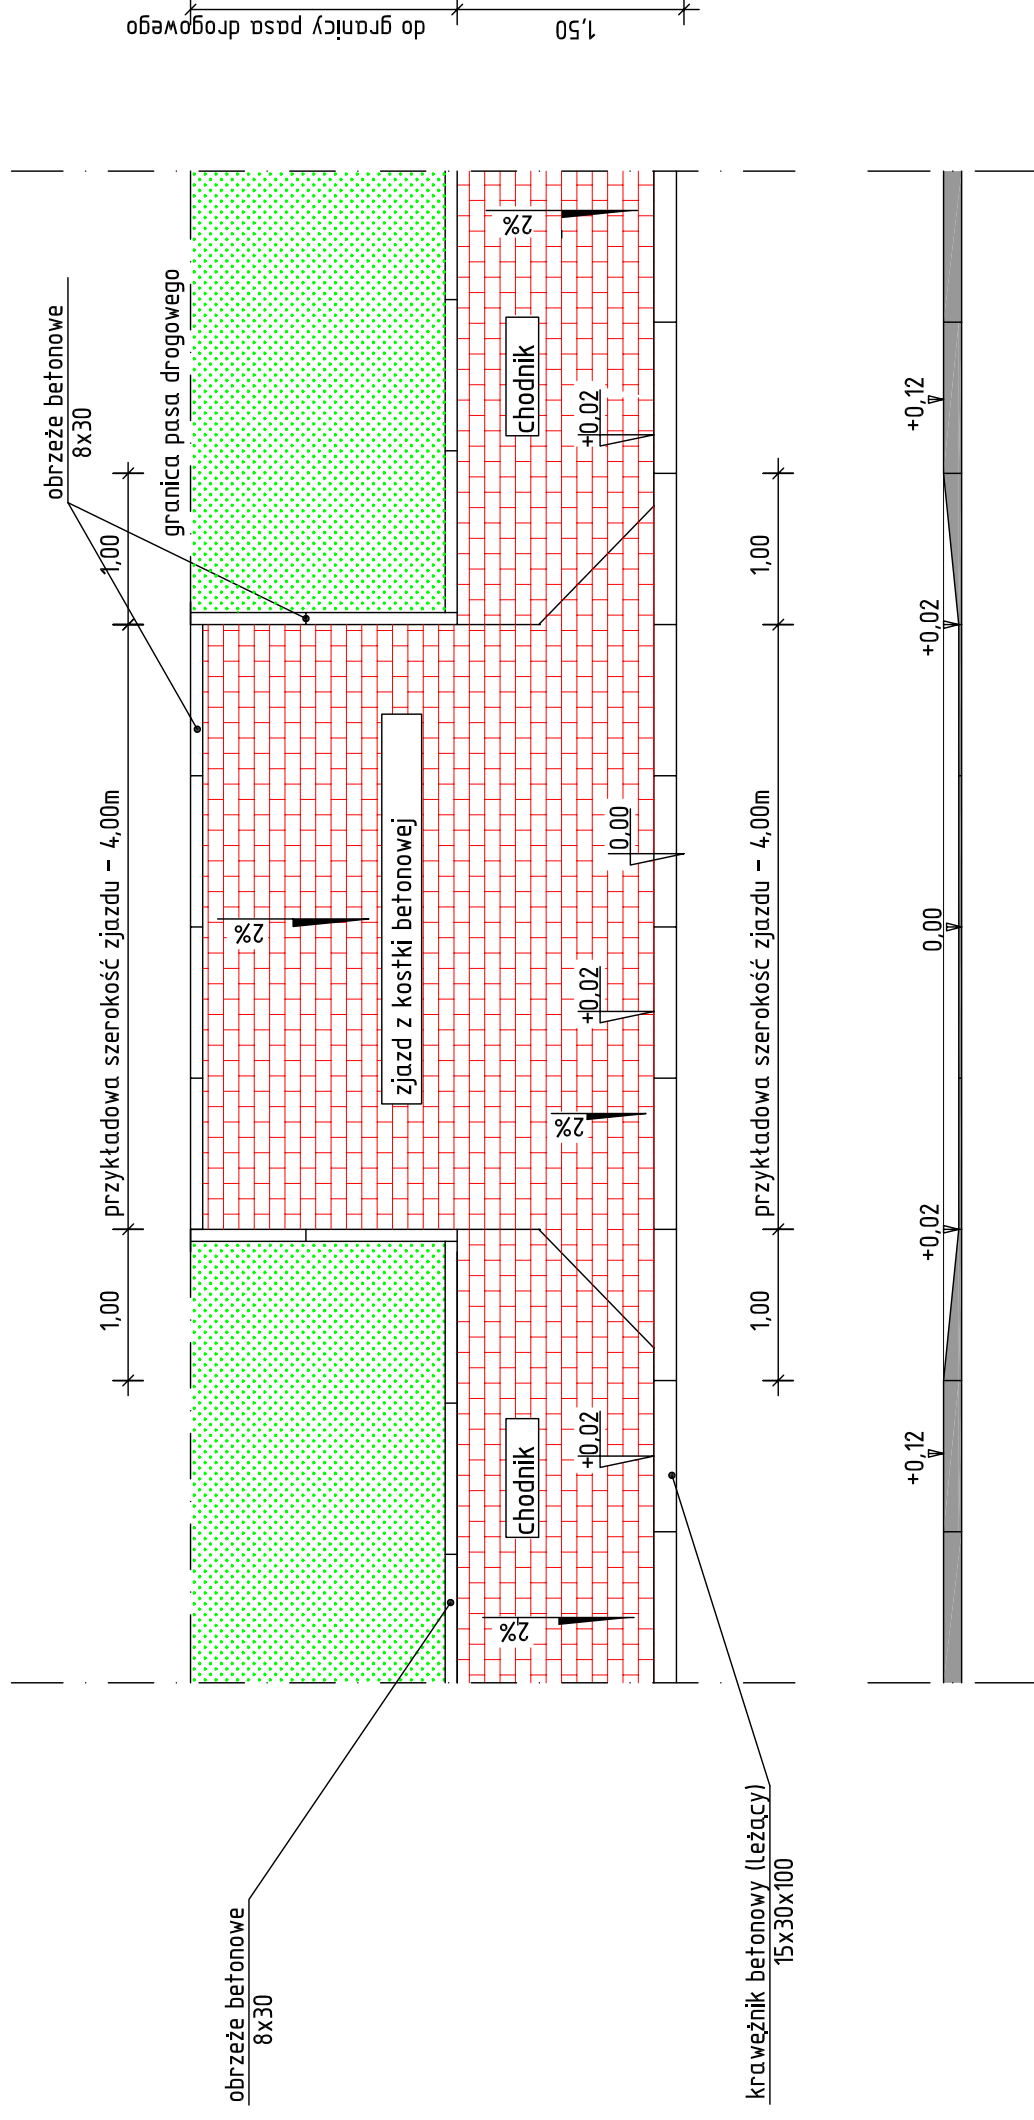 obrzeże betonowe
8x30
granica pasa drogowego
do granicy pasa drogowego
1,50
1,00
przykładowa szerokość zjazdu - 4,00m
1,00
2%
zjazd z kostki betonowej
chodnik
chodnik
2%
2%
2%
+0,02
+0,02
0,00
+0,02
1,00
przykładowa szerokość zjazdu - 4,00m
1,00
+0,12
+0,02
0,00
+0,02
+0,12
obrzeże betonowe
8x30
krawężnik betonowy (leżący)
15x30x100